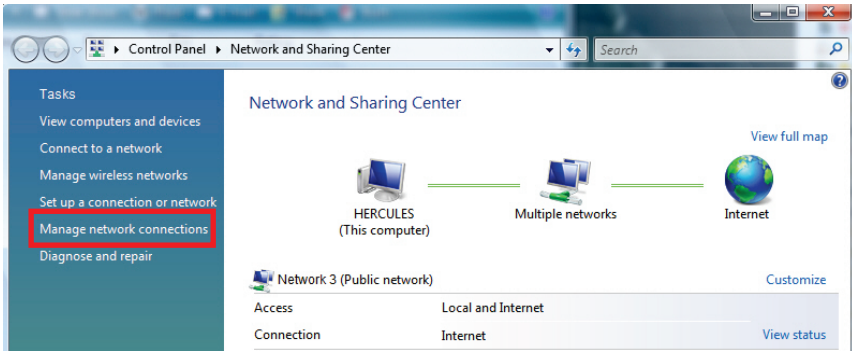 Control Panel ▸ Network and Sharing Center
Search
Tasks
View computers and devices
Connect to a network
Manage wireless networks
Set up a connection or network
Manage network connections
Diagnose and repair
Network and Sharing Center
View full map
HERCULES
(This computer)
Multiple networks
Internet
Network 3 (Public network)
Customize
Access Local and Internet
Connection Internet View status